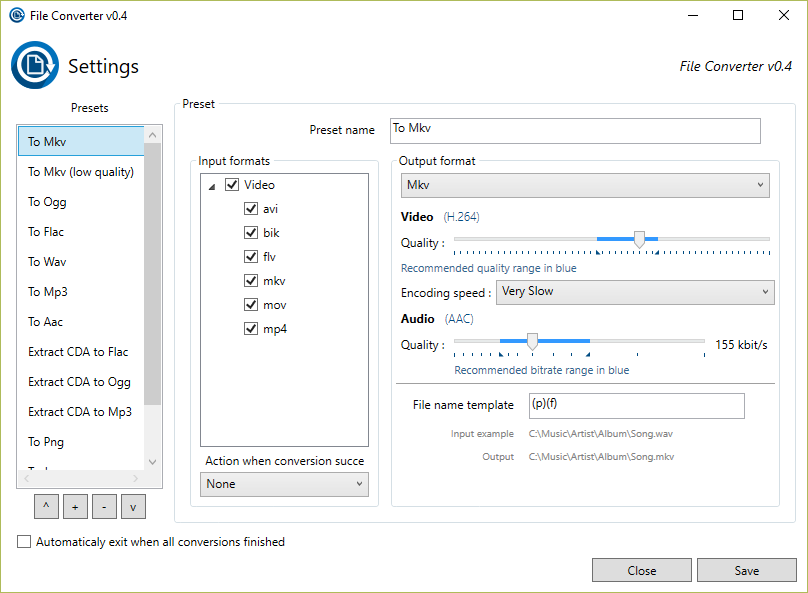 File Converter v0.4
Settings
File Converter v0.4
Presets
To Mkv
To Mkv (low quality)
To Ogg
To Flac
To Wav
To Mp3
To Aac
Extract CDA to Flac
Extract CDA to Ogg
Extract CDA to Mp3
To Png
^ + - v
Preset
Preset name To Mkv
Input formats
Video
avi
bik
flv
mkv
mov
mp4
Action when conversion succe
None
Output format
Mkv
Video (H.264)
Quality :
Recommended quality range in blue
Encoding speed : Very Slow
Audio (AAC)
Quality : 155 kbit/s
Recommended bitrate range in blue
File name template (p)(f)
Input example C:\Music\Artist\Album\Song.wav
Output C:\Music\Artist\Album\Song.mkv
Automaticaly exit when all conversions finished
Close Save